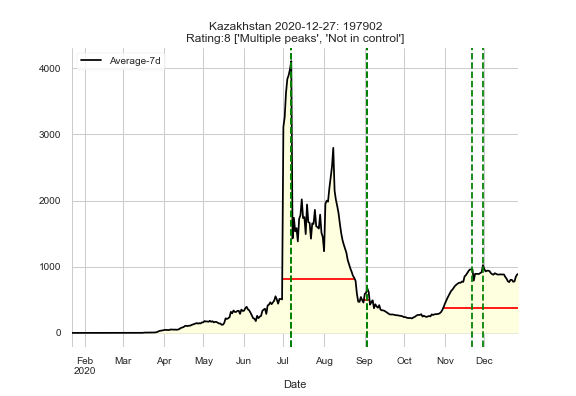 Kazakhstan 2020-12-27: 197902
Rating:8 ['Multiple peaks', 'Not in control']
Average-7d
4000
3000
2000
1000
0
Feb Mar Apr May Jun Jul Aug Sep Oct Nov Dec
2020
Date